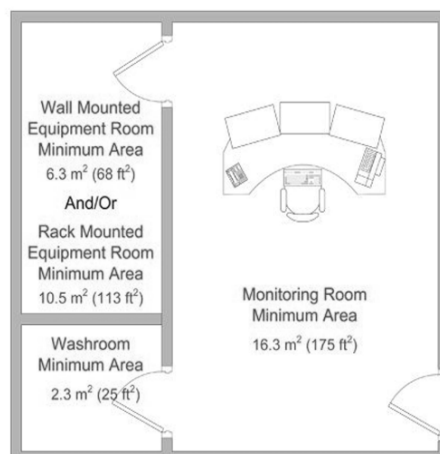 Wall Mounted
Equipment Room
Minimum Area
6.3 m² (68 ft²)
And/Or
Rack Mounted
Equipment Room
Minimum Area
10.5 m² (113 ft²)
Monitoring Room
Minimum Area
16.3 m² (175 ft²)
Washroom
Minimum Area
2.3 m² (25 ft²)